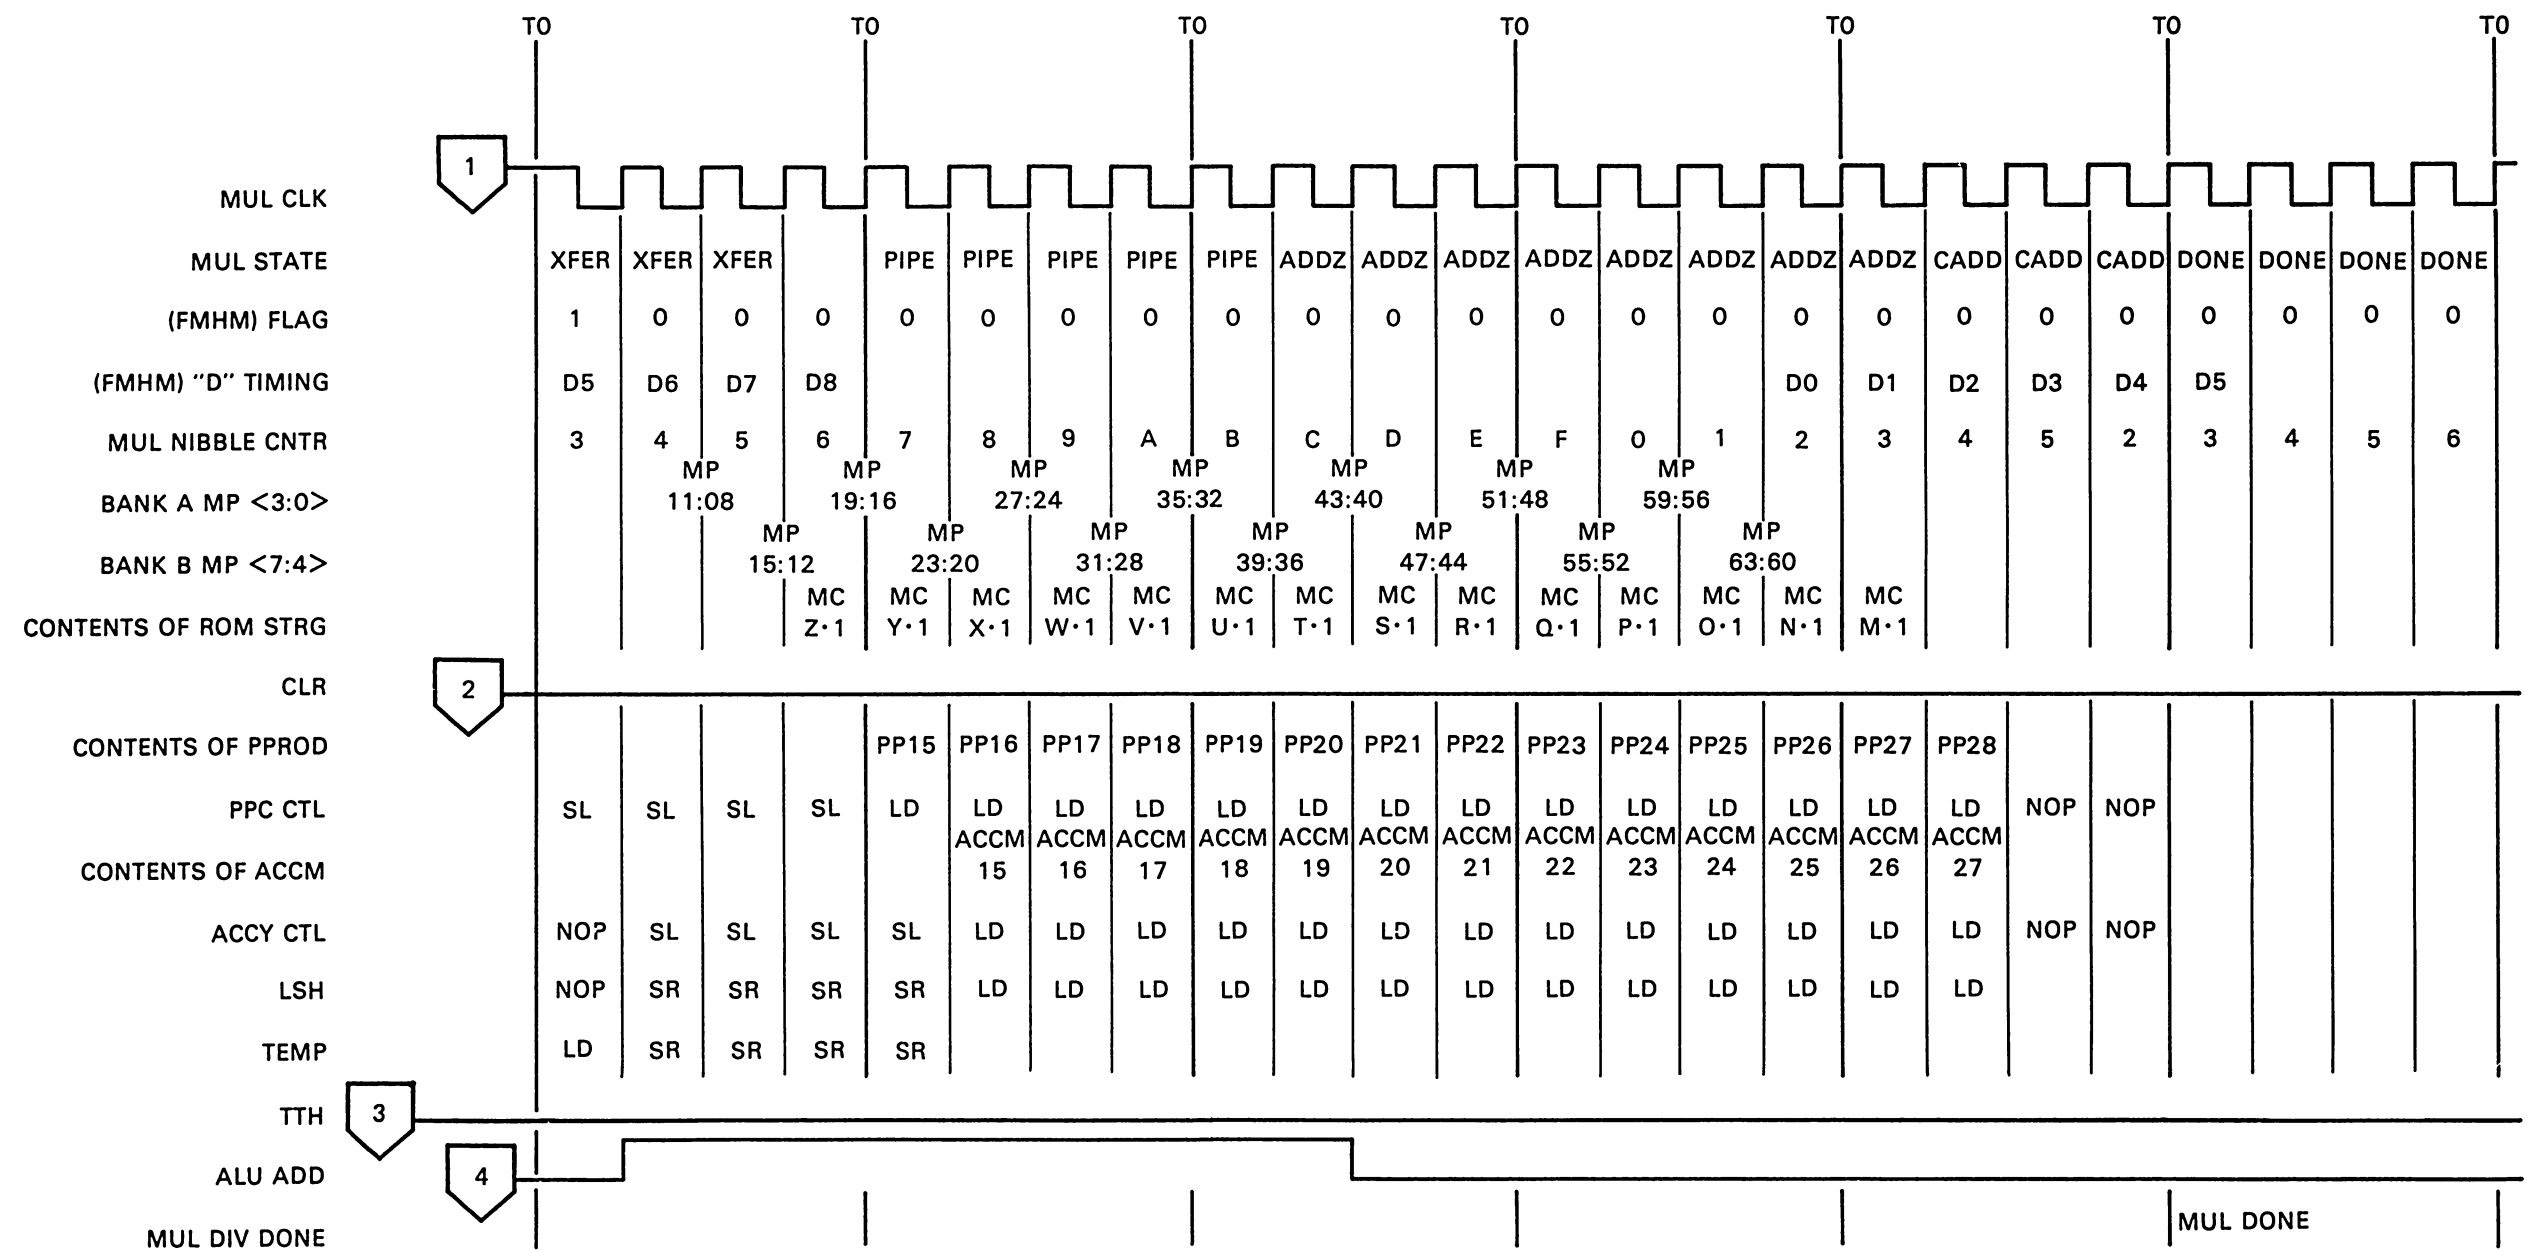 TO TO TO TO TO TO TO
1
MUL CLK
MUL STATE XFER XFER XFER PIPE PIPE PIPE PIPE PIPE ADDZ ADDZ ADDZ ADDZ ADDZ ADDZ ADDZ ADDZ CADD CADD CADD DONE DONE DONE DONE
(FMHM) FLAG 1 0 0 0 0 0 0 0 0 0 0 0 0 0 0 0 0 0 0 0 0 0 0 0
(FMHM) "D" TIMING D5 D6 D7 D8 D0 D1 D2 D3 D4 D5
MUL NIBBLE CNTR 3 4 5 6 7 8 9 A B C D E F 0 1 2 3 4 5 2 3 4 5 6
MP MP MP MP MP MP MP
BANK A MP <3:0> 11:08 19:16 27:24 35:32 43:40 51:48 59:56
MP MP MP MP MP MP MP
BANK B MP <7:4> 15:12 23:20 31:28 39:36 47:44 55:52 63:60
MC MC MC MC MC MC MC MC MC MC MC MC MC MC
CONTENTS OF ROM STRG Z·1 Y·1 X·1 W·1 V·1 U·1 T·1 S·1 R·1 Q·1 P·1 O·1 N·1 M·1
CLR 2
CONTENTS OF PPROD PP15 PP16 PP17 PP18 PP19 PP20 PP21 PP22 PP23 PP24 PP25 PP26 PP27 PP28
PPC CTL SL SL SL SL LD LD LD LD LD LD LD LD LD LD LD LD LD LD NOP NOP
ACCM ACCM ACCM ACCM ACCM ACCM ACCM ACCM ACCM ACCM ACCM ACCM ACCM
CONTENTS OF ACCM 15 16 17 18 19 20 21 22 23 24 25 26 27
ACCY CTL NOP SL SL SL SL LD LD LD LD LD LD LD LD LD LD LD LD LD NOP NOP
LSH NOP SR SR SR SR LD LD LD LD LD LD LD LD LD LD LD LD LD
TEMP LD SR SR SR SR
TTH 3
ALU ADD 4
MUL DIV DONE MUL DONE